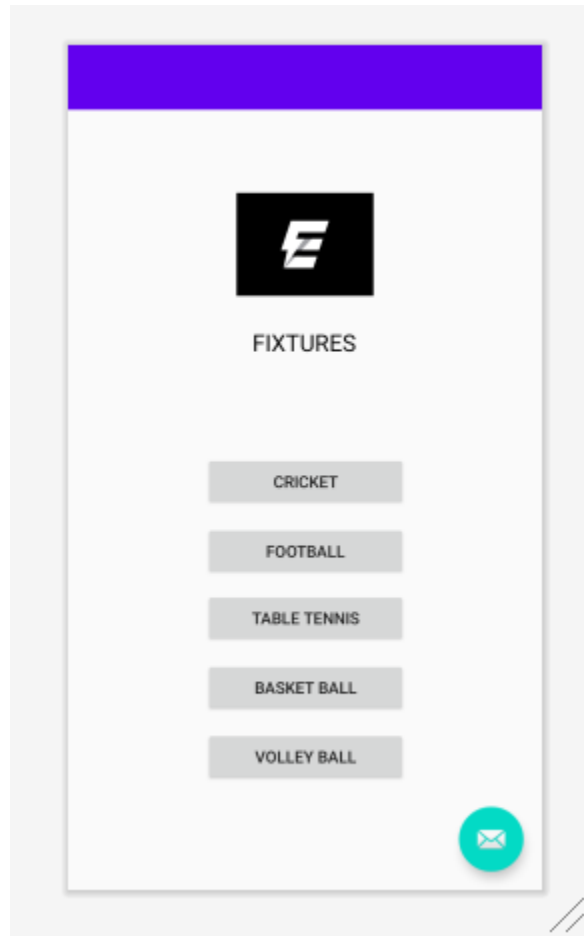 E
FIXTURES
CRICKET
FOOTBALL
TABLE TENNIS
BASKET BALL
VOLLEY BALL